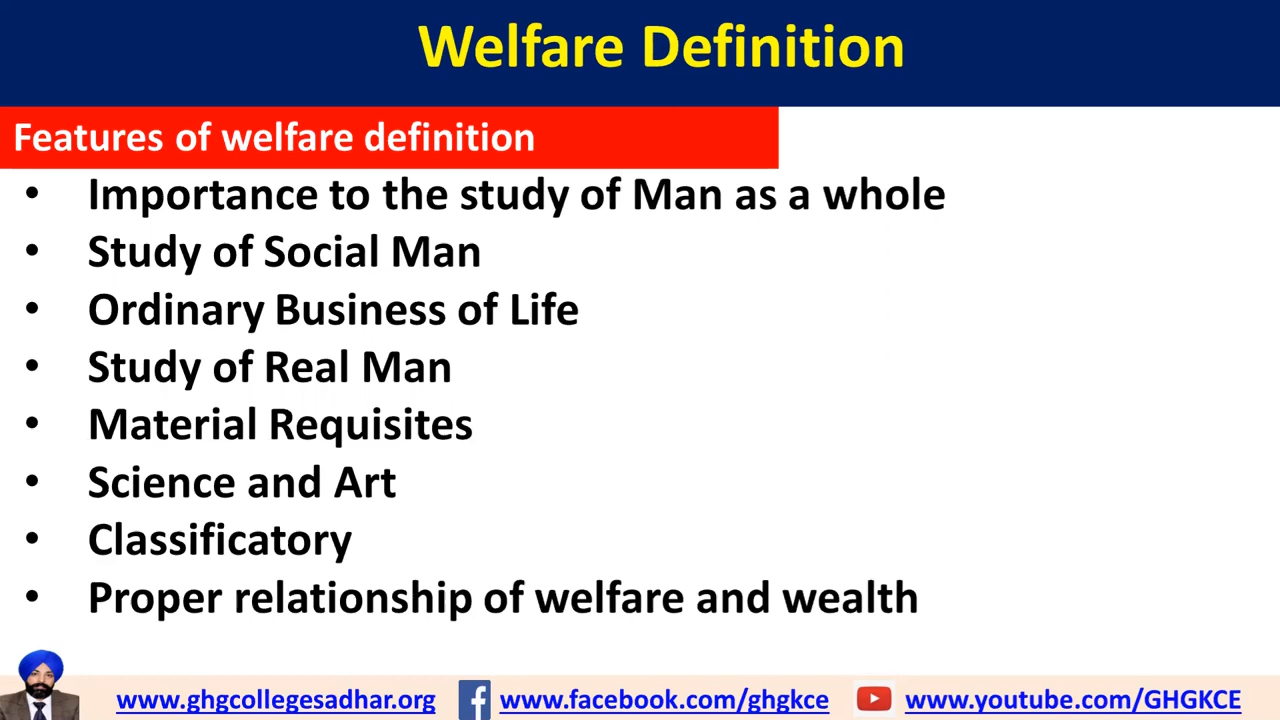 Welfare Definition
Features of welfare definition
• Importance to the study of Man as a whole
• Study of Social Man
• Ordinary Business of Life
• Study of Real Man
• Material Requisites
• Science and Art
• Classificatory
• Proper relationship of welfare and wealth
www.ghgcollegesadhar.org www.facebook.com/ghgkce www.youtube.com/GHGKCE